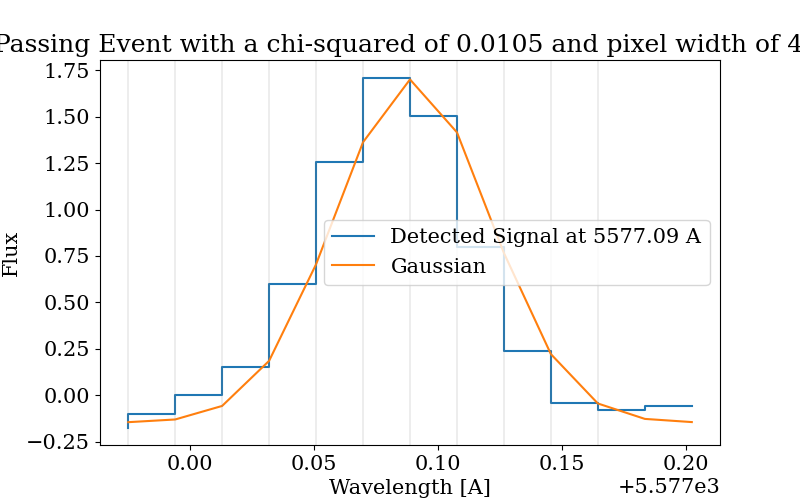 Passing Event with a chi-squared of 0.0105 and pixel width of 4
1.75
1.50
1.25
1.00
0.75
0.50
0.25
0.00
−0.25
Flux
Detected Signal at 5577.09 A
Gaussian
0.00 0.05 0.10 0.15 0.20
Wavelength [A]
+5.577e3